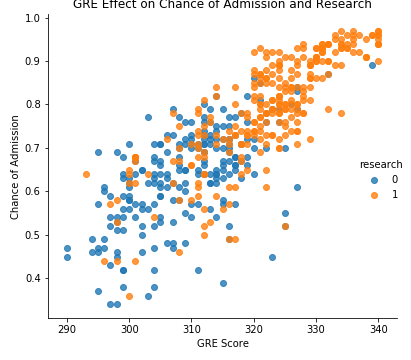 GRE Effect on Chance of Admission and Research
1.0
0.9
0.8
0.7
0.6
0.5
0.4
Chance of Admission
290 300 310 320 330 340
GRE Score
research
0
1